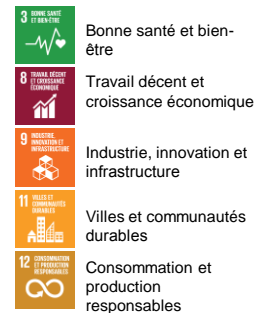 3 BONNE SANTÉ
ET BIEN-ÊTRE
Bonne santé et bien-
être
8 TRAVAIL DÉCENT
ET CROISSANCE
ÉCONOMIQUE
Travail décent et
croissance économique
9 INDUSTRIE,
INNOVATION ET
INFRASTRUCTURE
Industrie, innovation et
infrastructure
11 VILLES ET
COMMUNAUTÉS
DURABLES
Villes et communautés
durables
12 CONSOMMATION
ET PRODUCTION
RESPONSABLES
Consommation et
production
responsables